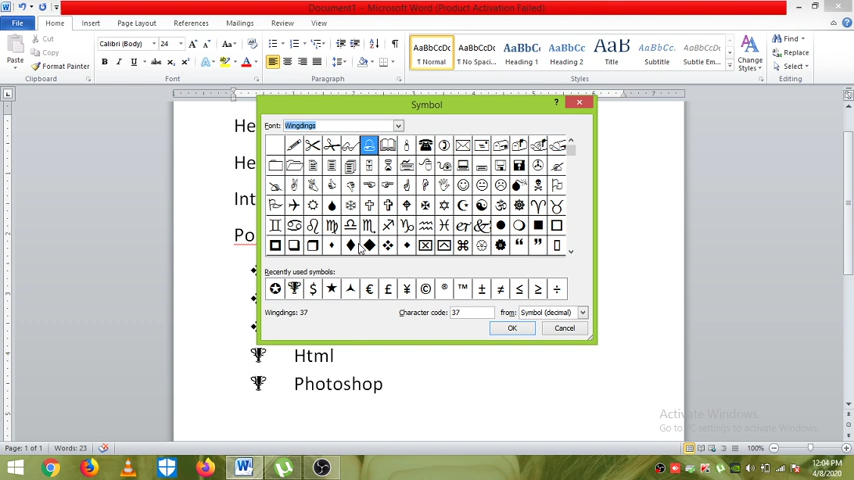 Document1 - Microsoft Word (Product Activation Failed)
File Home Insert Page Layout References Mailings Review View
Paste
Cut
Copy
Format Painter
Clipboard
Calibri (Body) 24
Font
Paragraph
AaBbCcDc AaBbCcDc AaBbC AaBbCc AaB AaBbCc. AaBbCcDc
¶ Normal ¶ No Spaci... Heading 1 Heading 2 Title Subtitle Subtle Em...
Change
Styles
Styles
Find
Replace
Select
Editing
Symbol
Font: Wingdings
Recently used symbols:
$ € £ ¥ © ® ™ ± ≠ ≤ ≥ ÷
Wingdings: 37 Character code: 37 from: Symbol (decimal)
OK Cancel
He
He
Int
Po
Html
Photoshop
Activate Windows
Go to PC settings to activate Windows.
Page: 1 of 1 Words: 23 100%
12:04 PM
4/8/2020